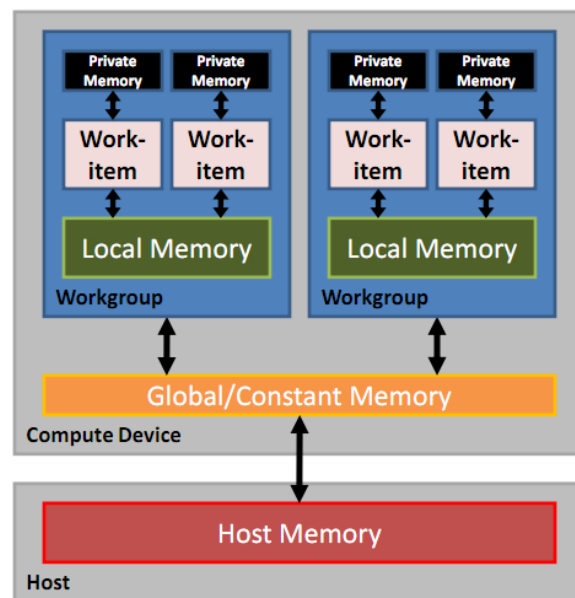 Private Memory
Private Memory
Private Memory
Private Memory
Work-
item
Work-
item
Work-
item
Work-
item
Local Memory
Local Memory
Workgroup
Workgroup
Global/Constant Memory
Compute Device
Host Memory
Host